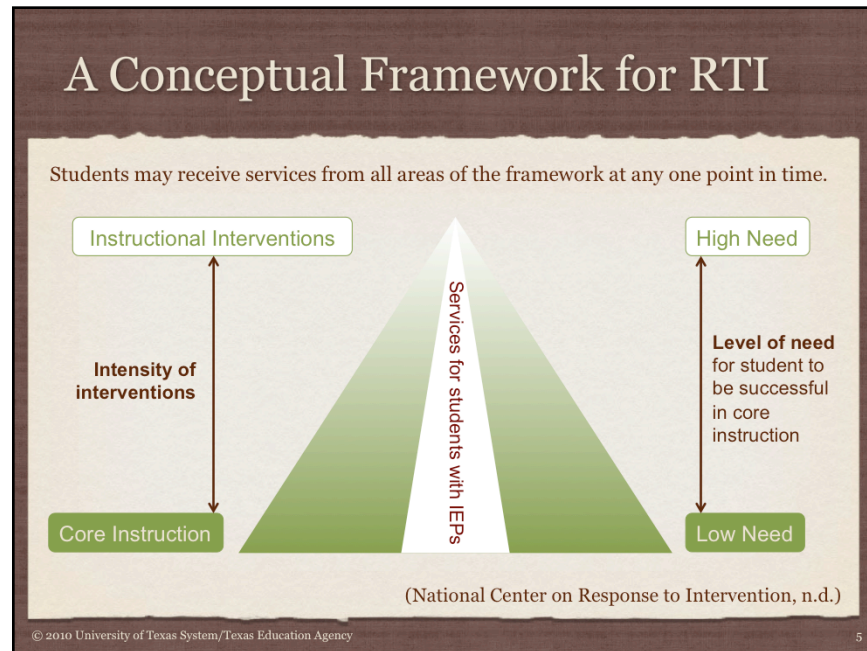 A Conceptual Framework for RTI
Students may receive services from all areas of the framework at any one point in time.
Instructional Interventions
High Need
Services for students with IEPs
Intensity of
interventions
Level of need
for student to
be successful
in core
instruction
Core Instruction
Low Need
(National Center on Response to Intervention, n.d.)
© 2010 University of Texas System/Texas Education Agency
5